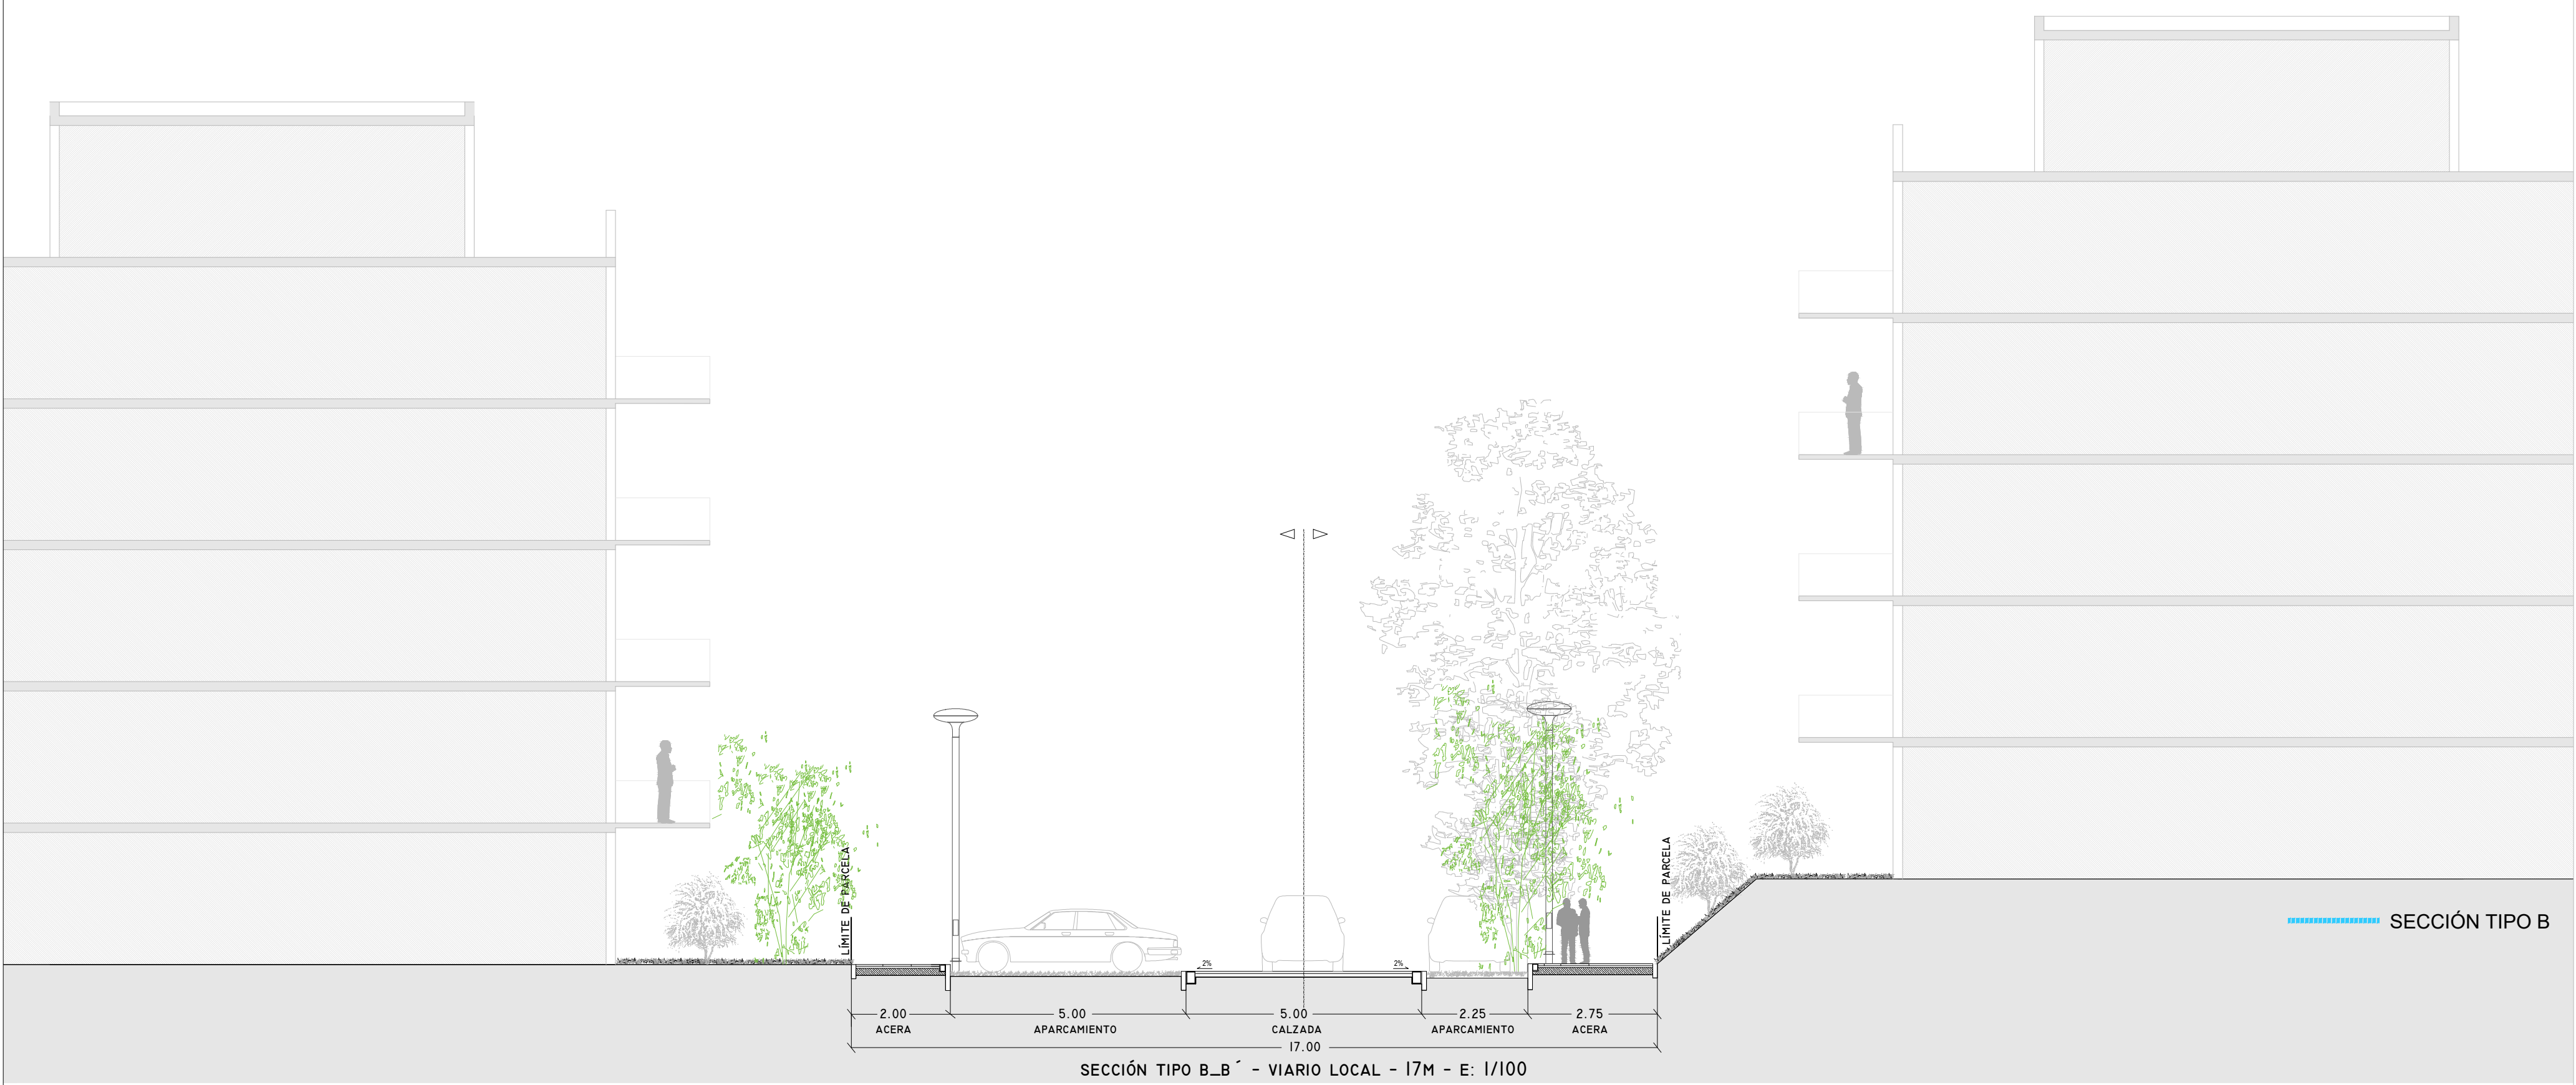 LÍMITE DE PARCELA
LÍMITE DE PARCELA
SECCIÓN TIPO B
2%
2%
2.00
5.00
5.00
2.25
2.75
ACERA
APARCAMIENTO
CALZADA
APARCAMIENTO
ACERA
17.00
SECCIÓN TIPO B_B´ - VIARIO LOCAL - 17M - E: 1/100